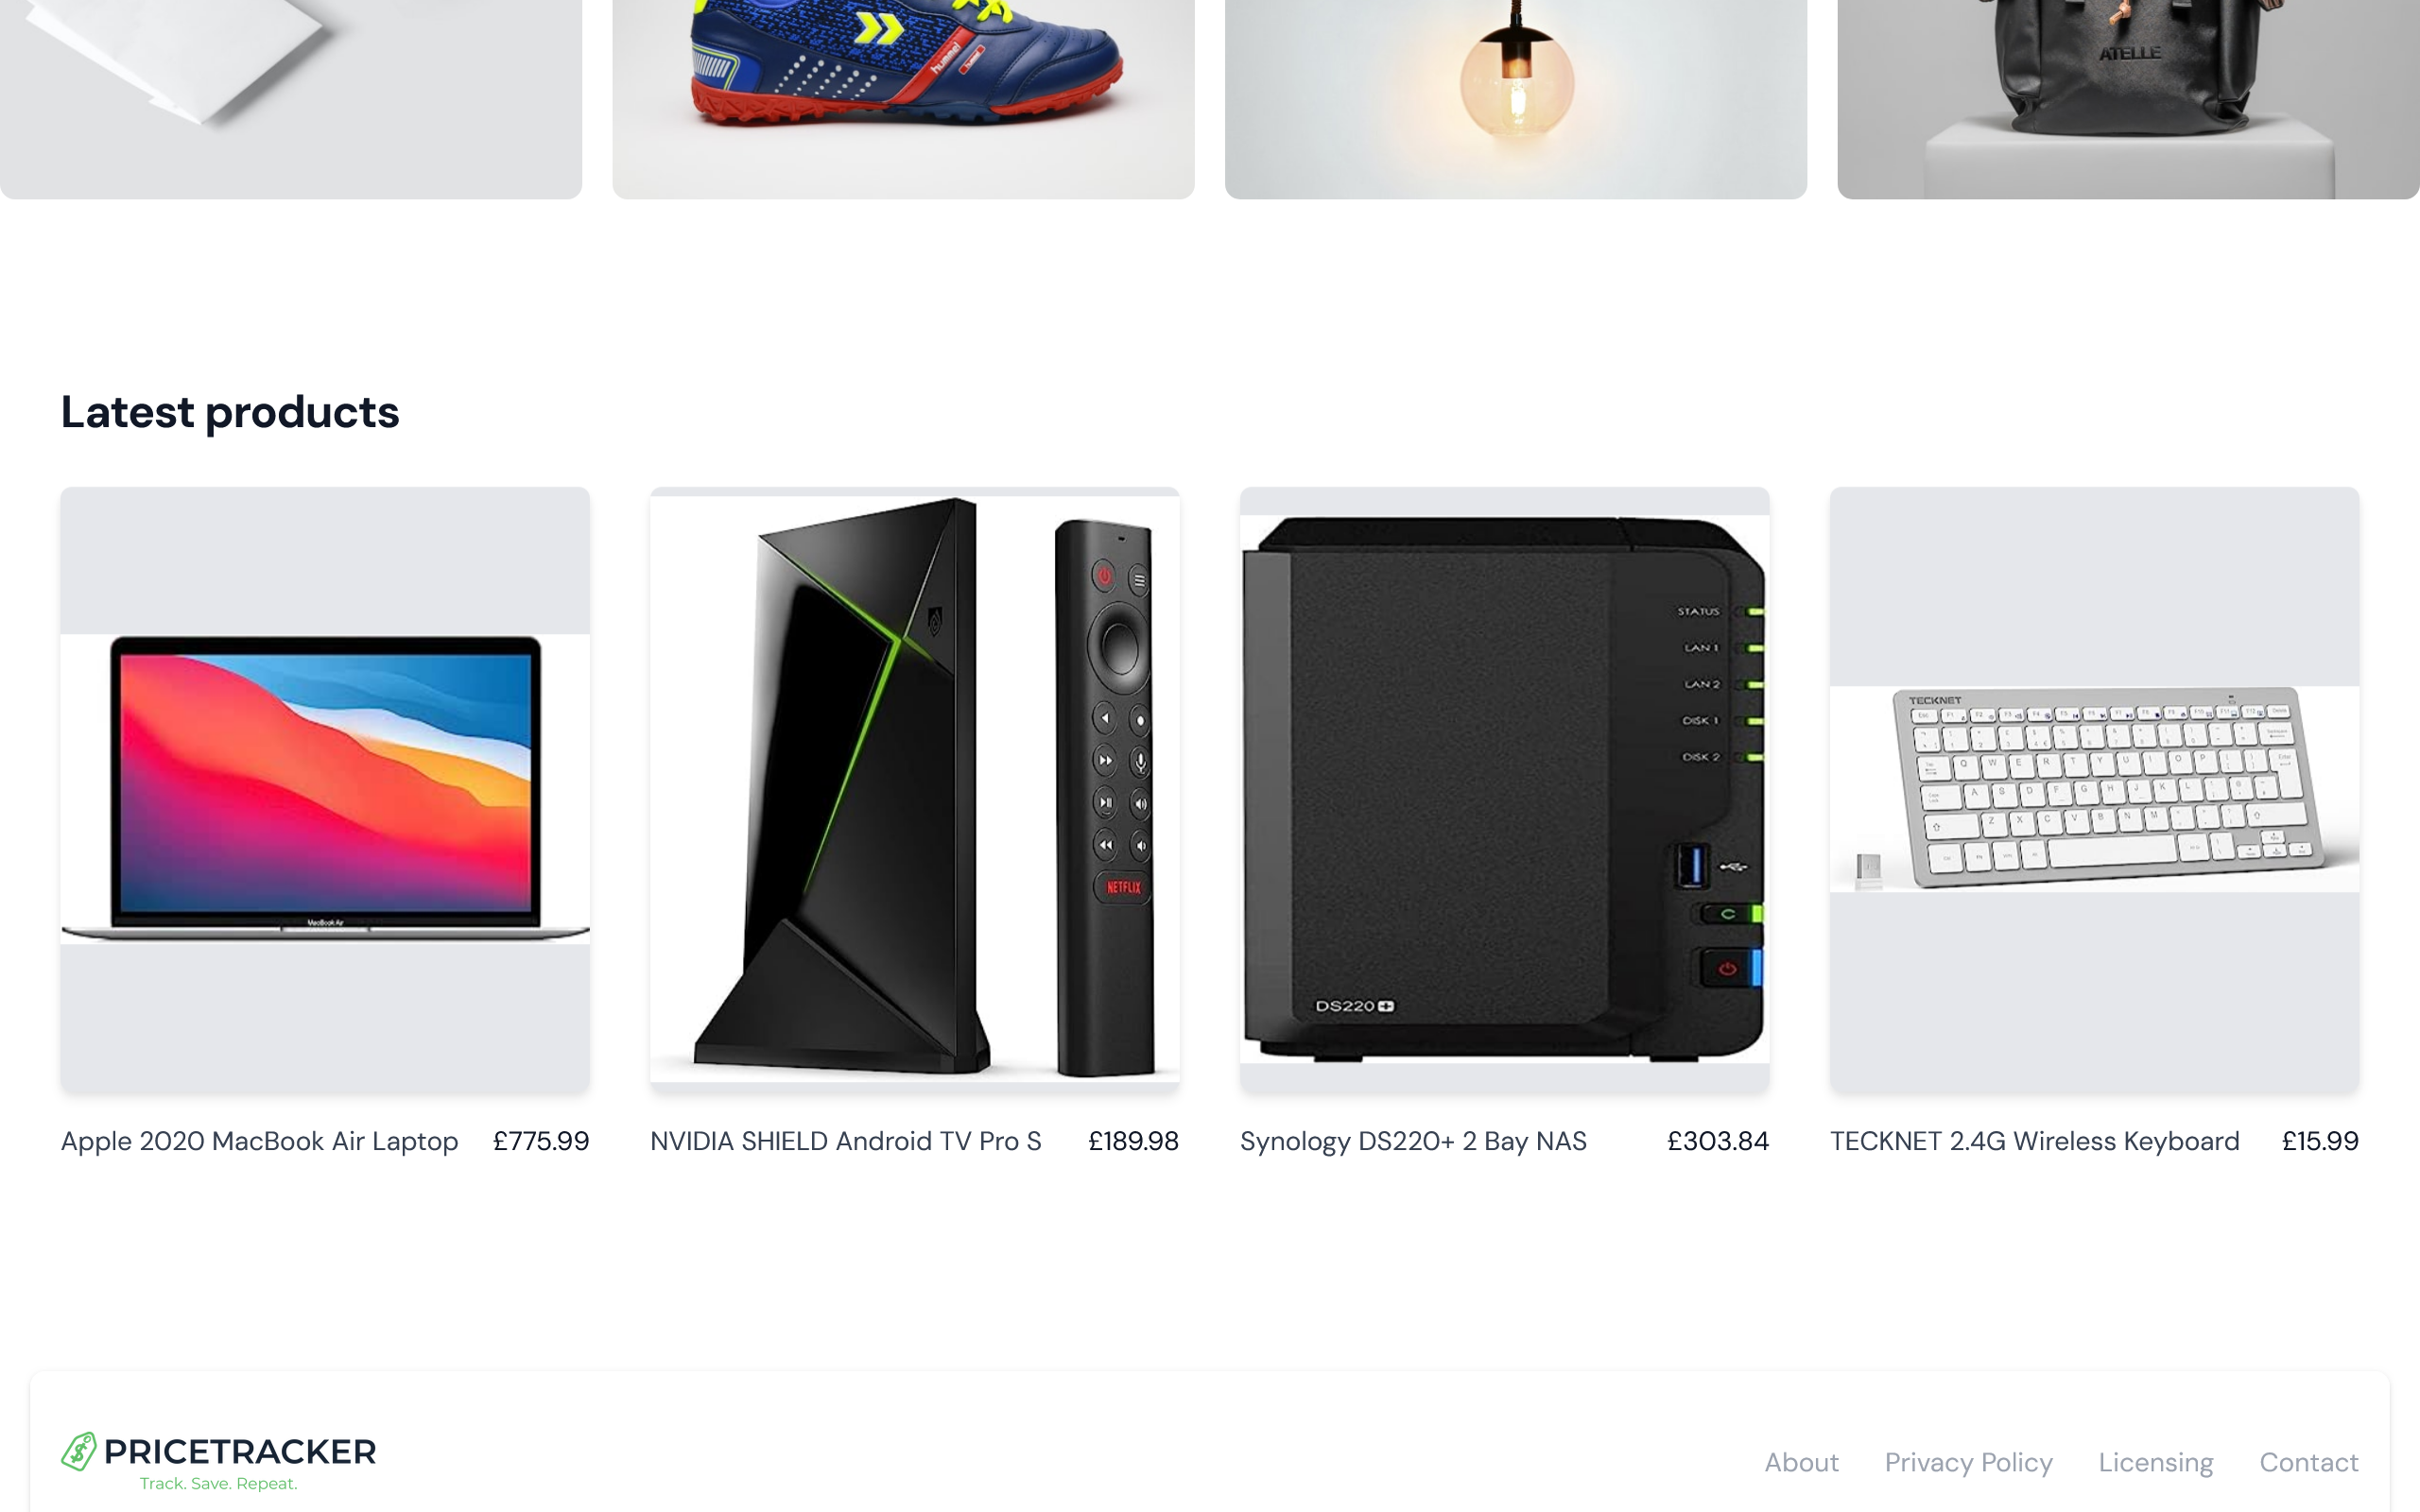 hummel
ATELLE
Latest products
STATUS
LAN 1
LAN 2
DISK 1
DISK 2
NETFLIX
DS220+
MacBook Air
TECKNET
Apple 2020 MacBook Air Laptop £775.99
NVIDIA SHIELD Android TV Pro S £189.98
Synology DS220+ 2 Bay NAS £303.84
TECKNET 2.4G Wireless Keyboard £15.99
PRICETRACKER
Track. Save. Repeat.
About Privacy Policy Licensing Contact